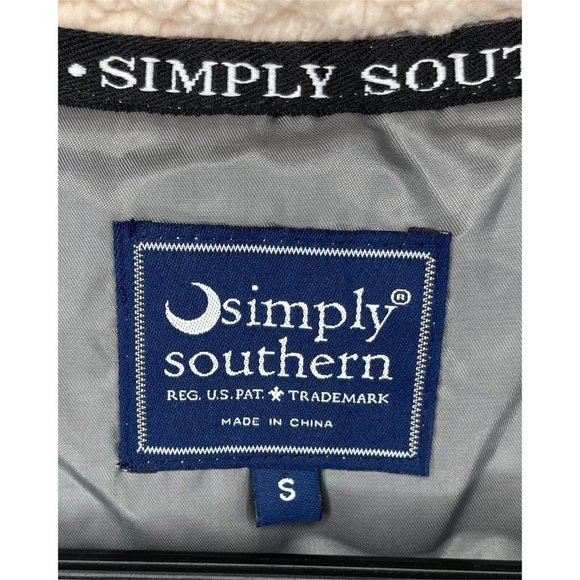 • SIMPLY SOUT
simply®
southern
REG. U.S. PAT. TRADEMARK
MADE IN CHINA
S